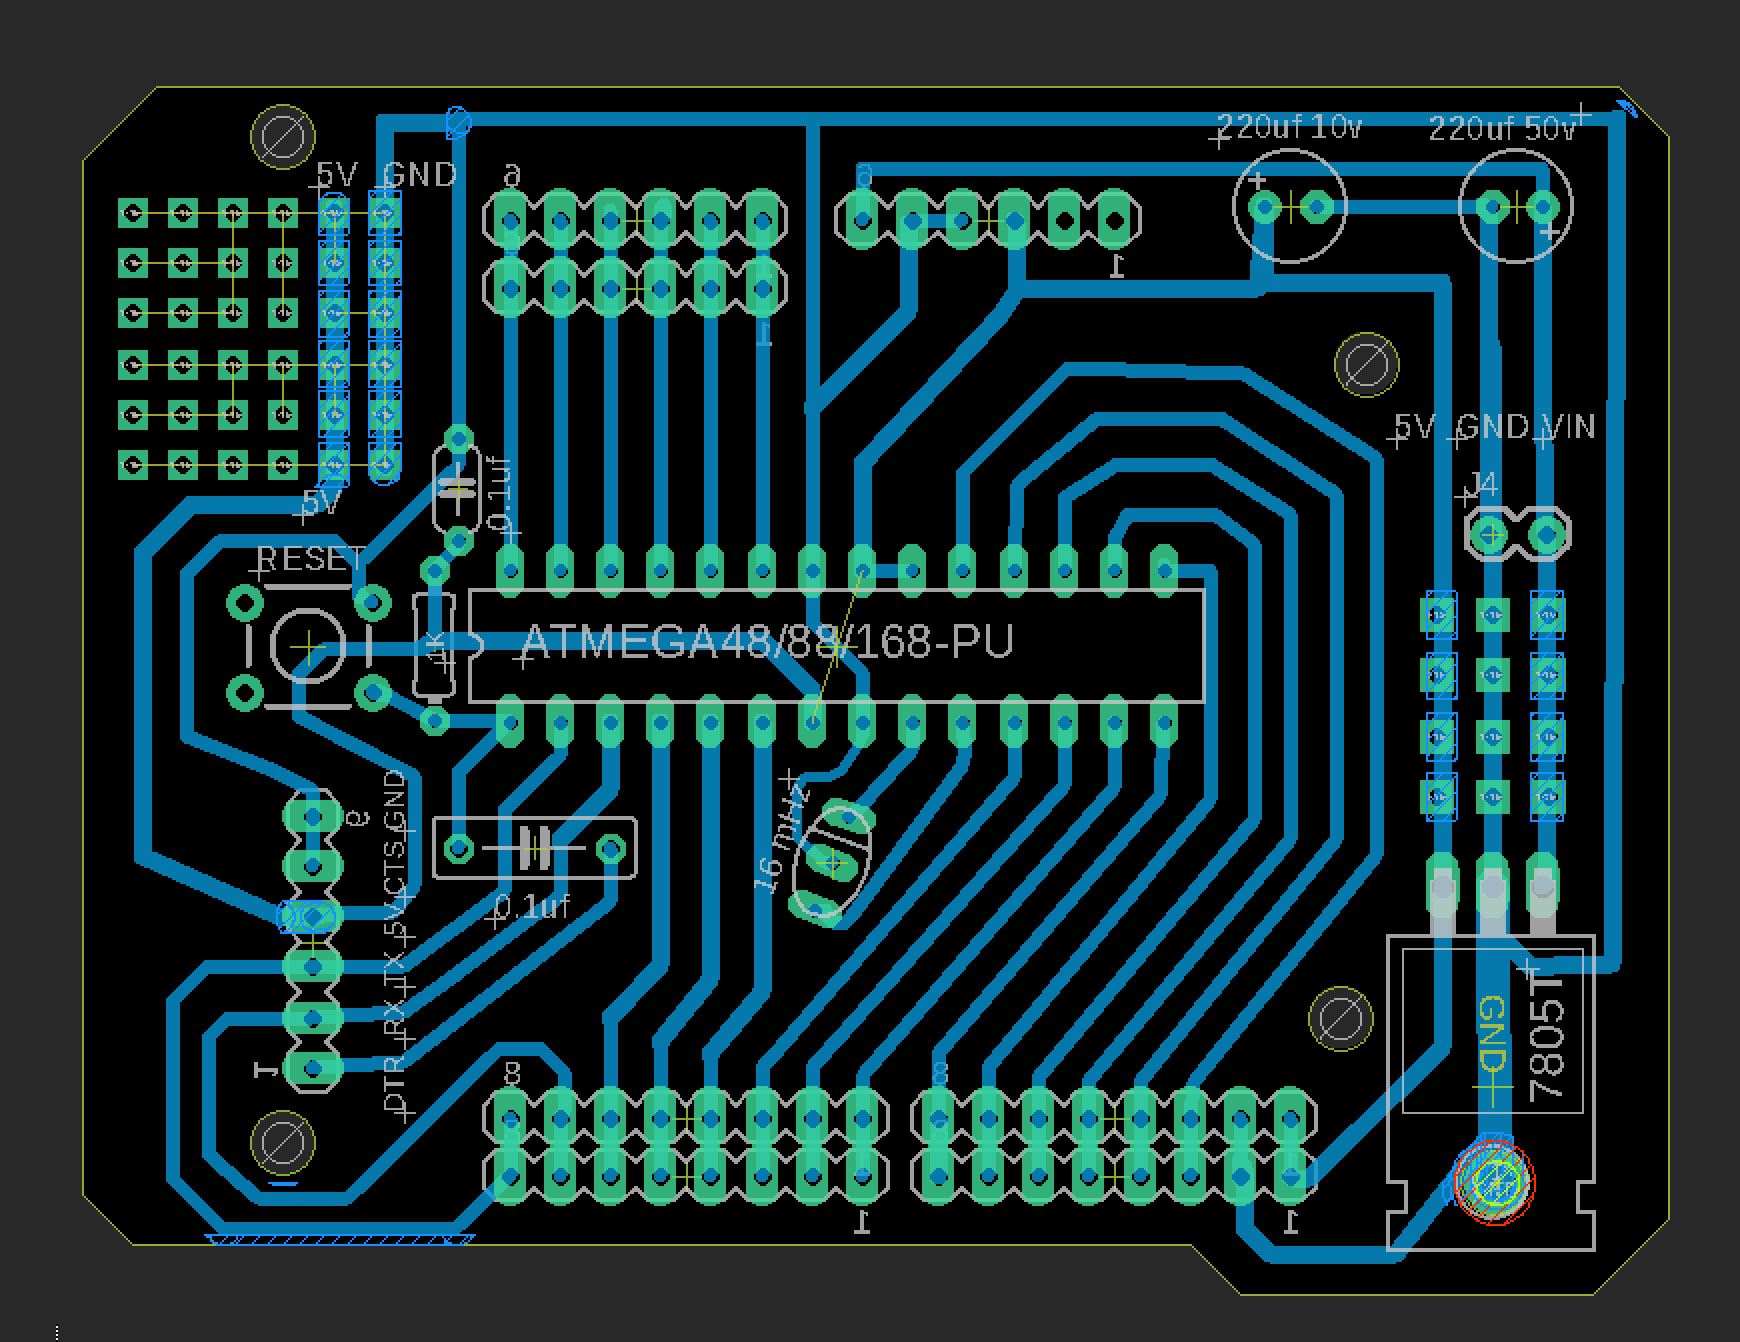 220uf 10v
220uf 50v
5V GND
6
6
1
1
1
5V GND VIN
J4
0.1uf
5V
RESET
1K
ATMEGA48/88/168-PU
6
16 mHz
0.1uf
DTR RX TX 5V CTS GND
1
8
8
GND
7805T
1
1